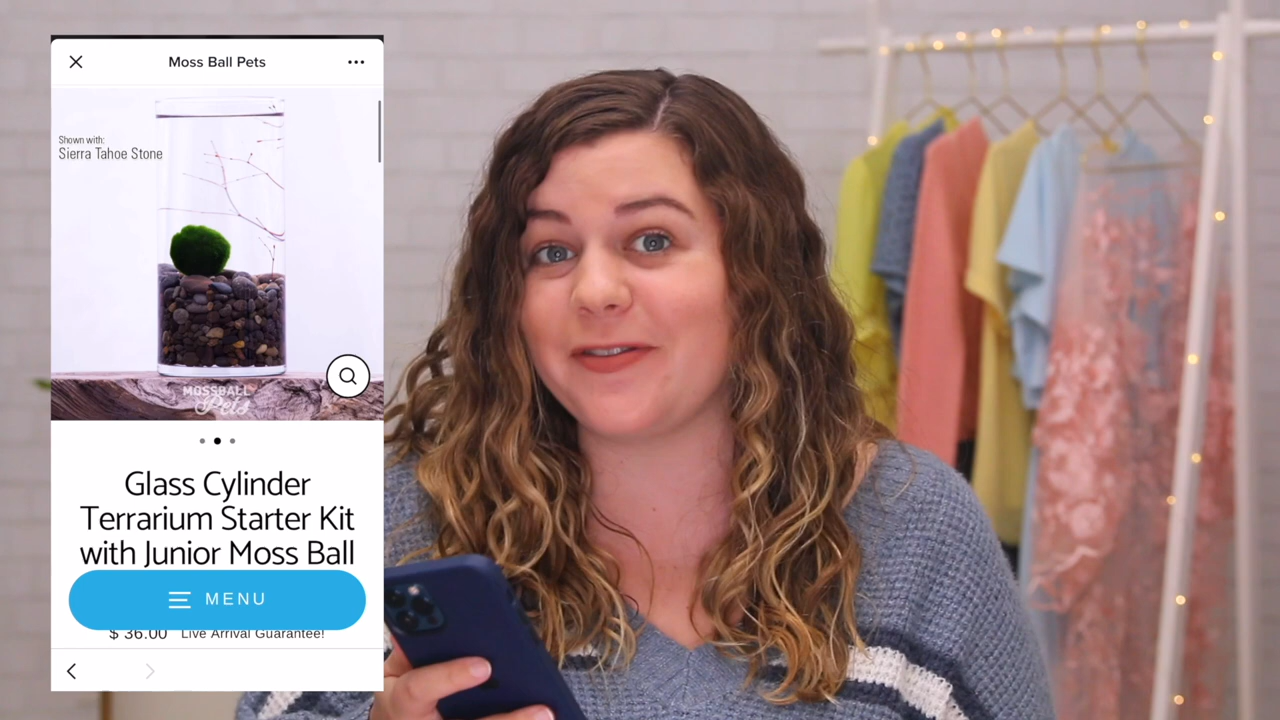 Moss Ball Pets
Shown with:
Sierra Tahoe Stone
MOSSBALL
Pets
Glass Cylinder
Terrarium Starter Kit
with Junior Moss Ball
MENU
$ 36.00 Live Arrival Guarantee!